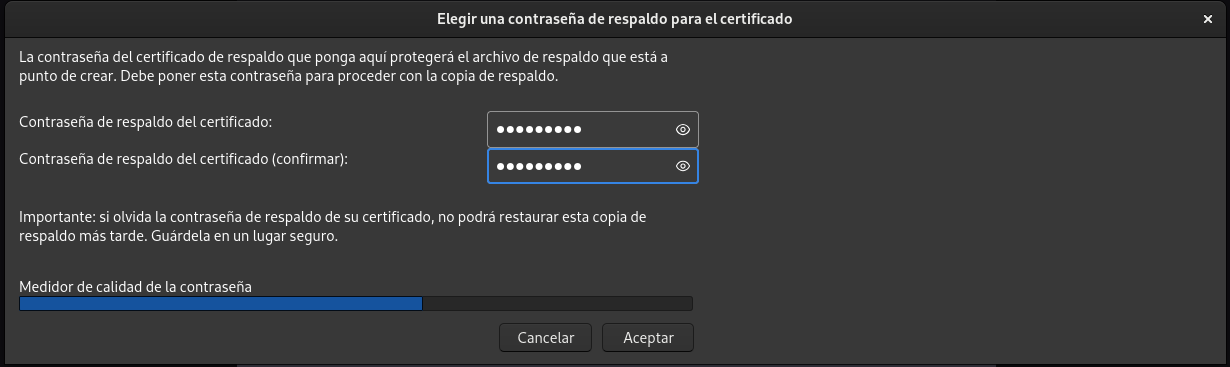 Elegir una contraseña de respaldo para el certificado
La contraseña del certificado de respaldo que ponga aquí protegerá el archivo de respaldo que está a
punto de crear. Debe poner esta contraseña para proceder con la copia de respaldo.
Contraseña de respaldo del certificado:
Contraseña de respaldo del certificado (confirmar):
Importante: si olvida la contraseña de respaldo de su certificado, no podrá restaurar esta copia de
respaldo más tarde. Guárdela en un lugar seguro.
Medidor de calidad de la contraseña
Cancelar Aceptar